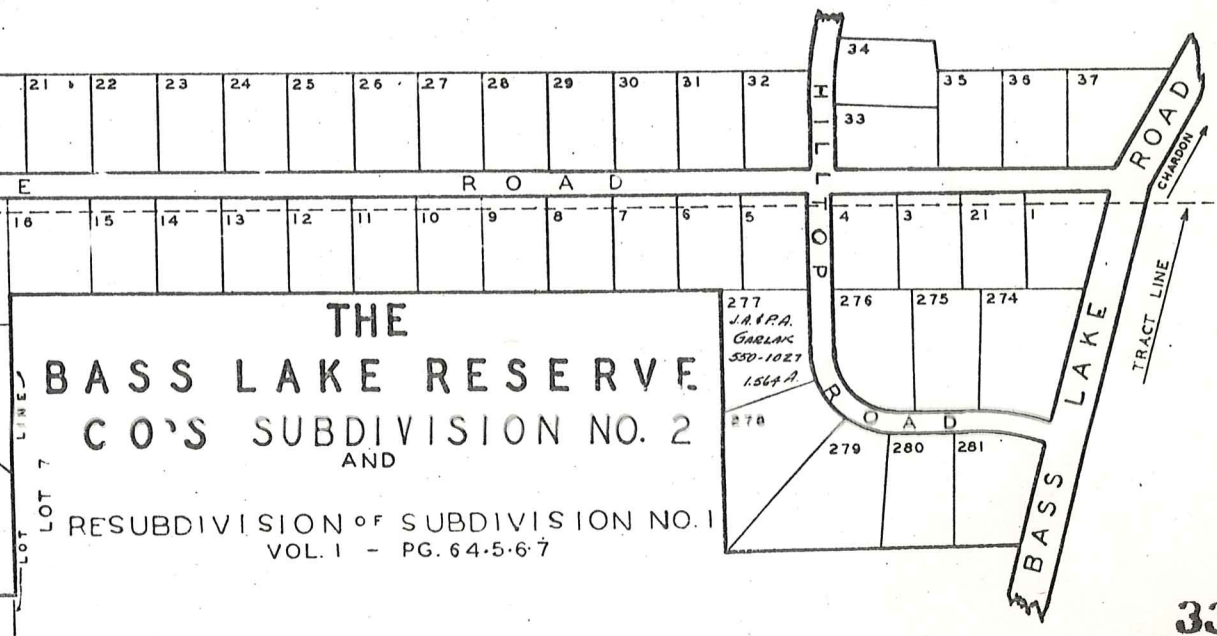 21 22 23 24 25 26 27 28 29 30 31 32
34
33
35 36 37
HILLTOP ROAD
E ROAD
16 15 14 13 12 11 10 9 8 7 6 5
4 3 21 1
BASS LAKE ROAD
CHARDON
TRACT LINE
277
J.A. & P.A.
GARLAK
550-1027
1.564 A.
276 275 274
278
279 280 281
THE
BASS LAKE RESERVE
CO'S SUBDIVISION NO. 2
AND
RESUBDIVISION OF SUBDIVISION NO. 1
VOL. 1 - PG. 64·5·6·7
LOT LINE
LOT 7